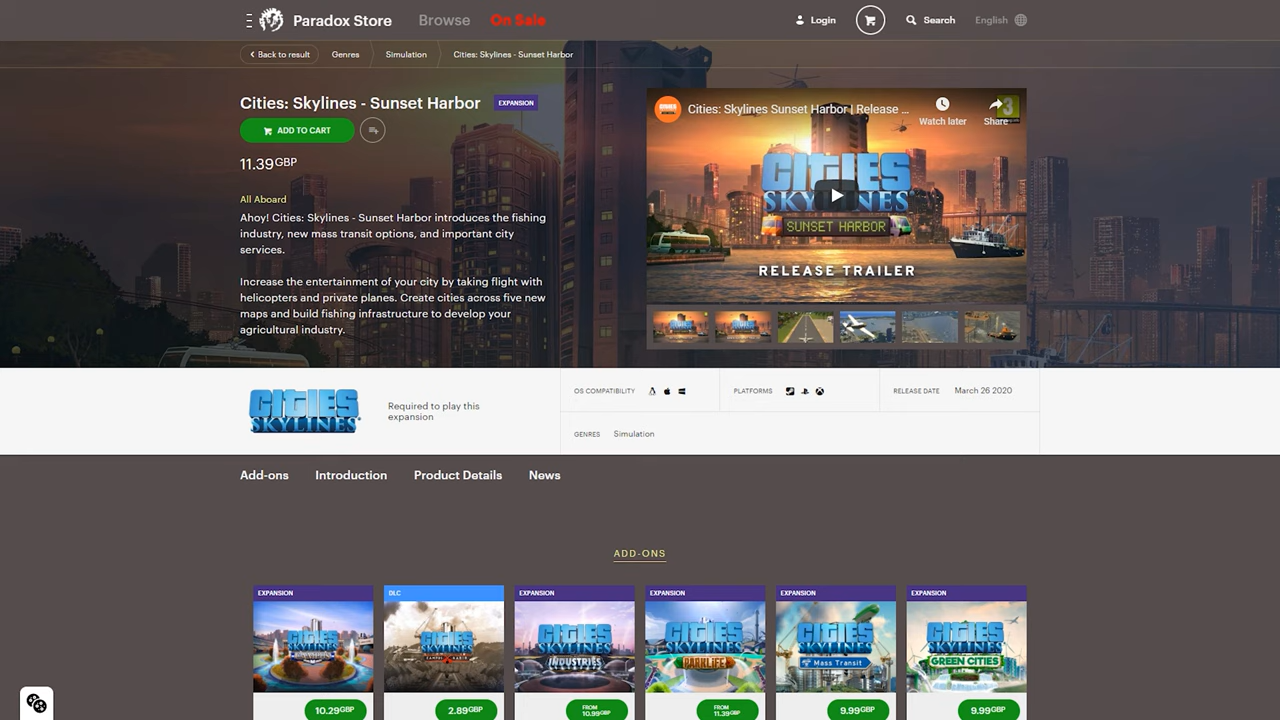 Paradox Store
Browse
On Sale
Login
Search
English
Back to result
Genres
Simulation
Cities: Skylines - Sunset Harbor
Cities: Skylines - Sunset Harbor
EXPANSION
ADD TO CART
11.39GBP
All Aboard
Ahoy! Cities: Skylines - Sunset Harbor introduces the fishing
industry, new mass transit options, and important city
services.
Increase the entertainment of your city by taking flight with
helicopters and private planes. Create cities across five new
maps and build fishing infrastructure to develop your
agricultural industry.
Cities: Skylines Sunset Harbor | Release ...
Watch later
Share
3
CITIES
SKYLINES
SUNSET HARBOR
RELEASE TRAILER
CITIES
SKYLINES
Required to play this
expansion
OS COMPATIBILITY
PLATFORMS
RELEASE DATE
March 26 2020
GENRES
Simulation
Add-ons
Introduction
Product Details
News
ADD-ONS
EXPANSION
CITIES
SKYLINES
10.29GBP
DLC
CITIES
SKYLINES
2.89GBP
EXPANSION
CITIES
SKYLINES
INDUSTRIES
FROM
10.99GBP
EXPANSION
CITIES
SKYLINES
PARKLIFE
FROM
11.39GBP
EXPANSION
CITIES
SKYLINES
Mass Transit
9.99GBP
EXPANSION
CITIES
SKYLINES
GREEN CITIES
9.99GBP